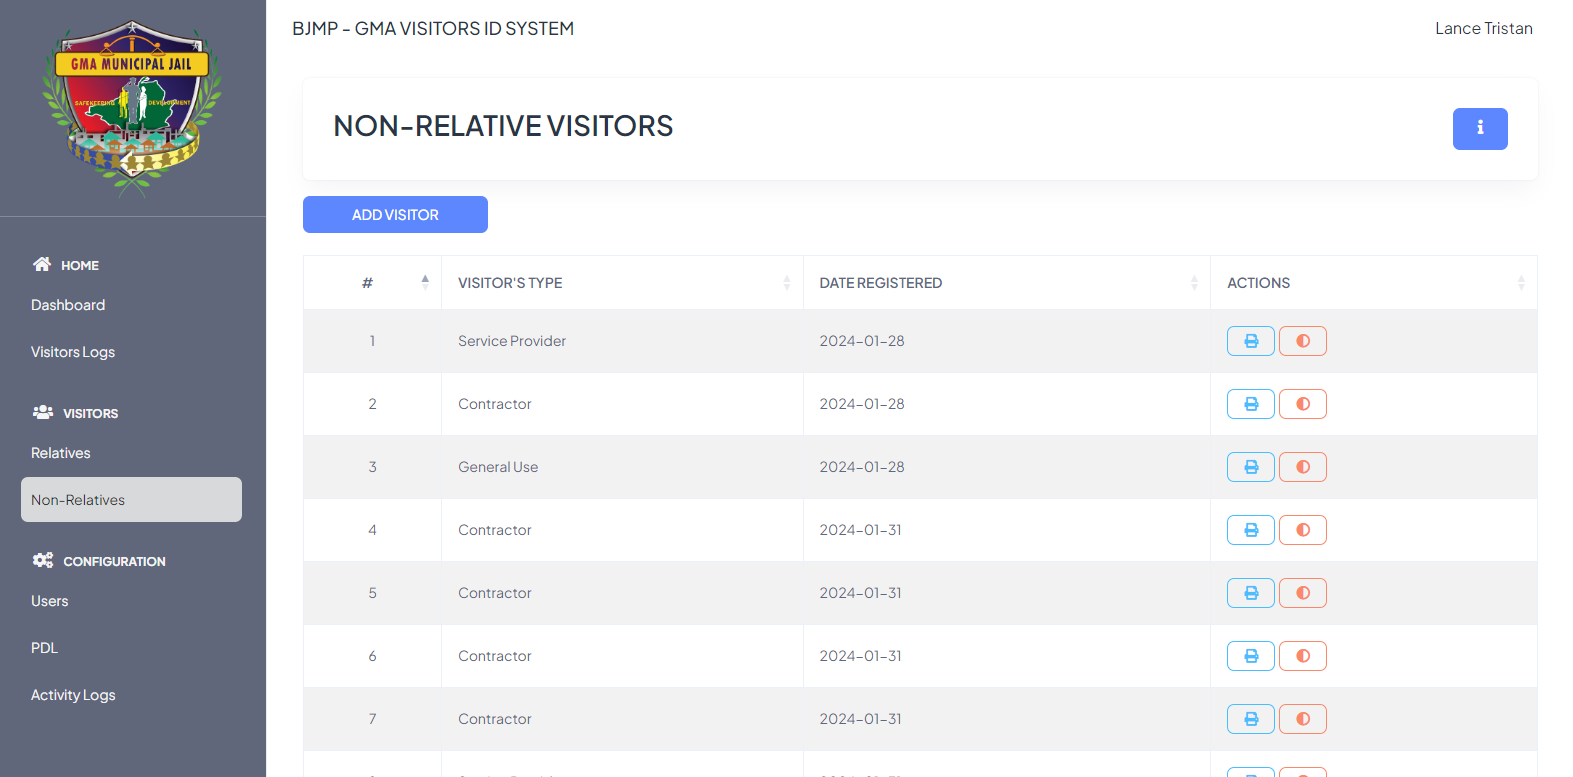 GMA MUNICIPAL JAIL
SAFEKEEPING DEVELOPMENT
HOME
Dashboard
Visitors Logs
VISITORS
Relatives
Non-Relatives
CONFIGURATION
Users
PDL
Activity Logs
BJMP - GMA VISITORS ID SYSTEM
Lance Tristan
NON-RELATIVE VISITORS
ADD VISITOR
# VISITOR'S TYPE DATE REGISTERED ACTIONS
1 Service Provider 2024-01-28
2 Contractor 2024-01-28
3 General Use 2024-01-28
4 Contractor 2024-01-31
5 Contractor 2024-01-31
6 Contractor 2024-01-31
7 Contractor 2024-01-31